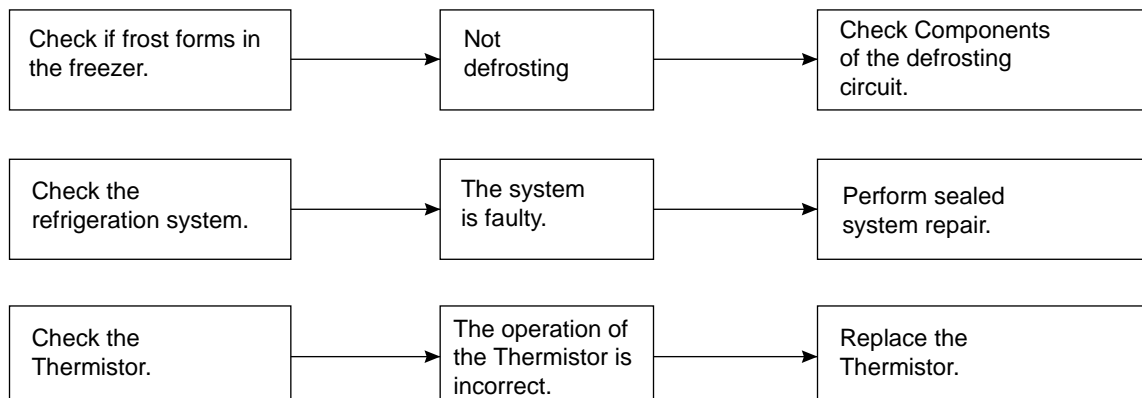 Check if frost forms in
the freezer.
Not
defrosting
Check Components
of the defrosting
circuit.
Check the
refrigeration system.
The system
is faulty.
Perform sealed
system repair.
Check the
Thermistor.
The operation of
the Thermistor is
incorrect.
Replace the
Thermistor.